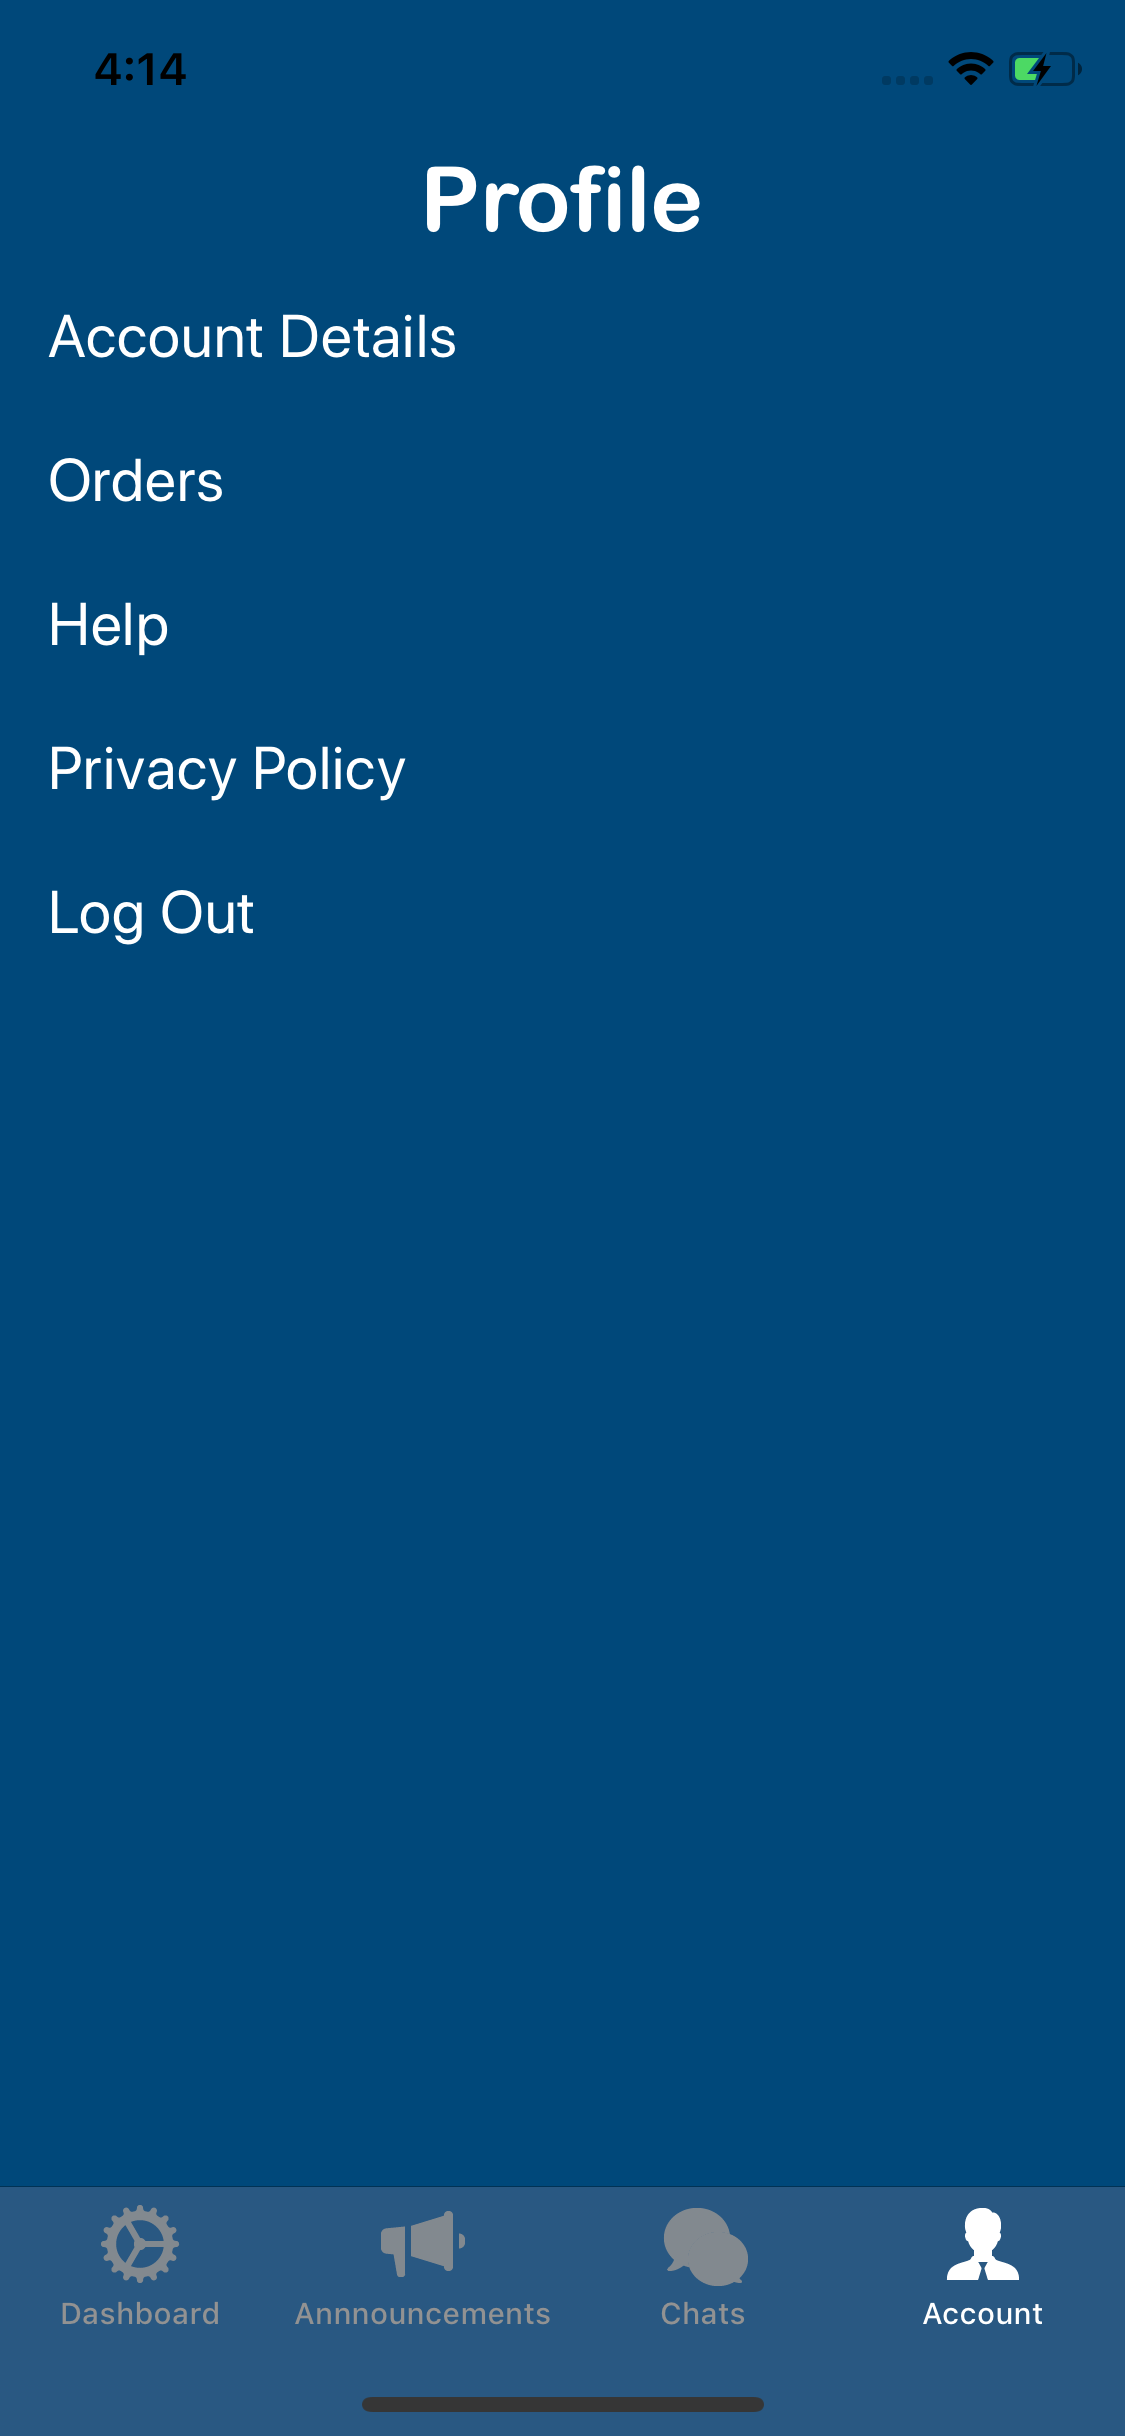 4:14
Profile
Account Details
Orders
Help
Privacy Policy
Log Out
Dashboard
Annnouncements
Chats
Account